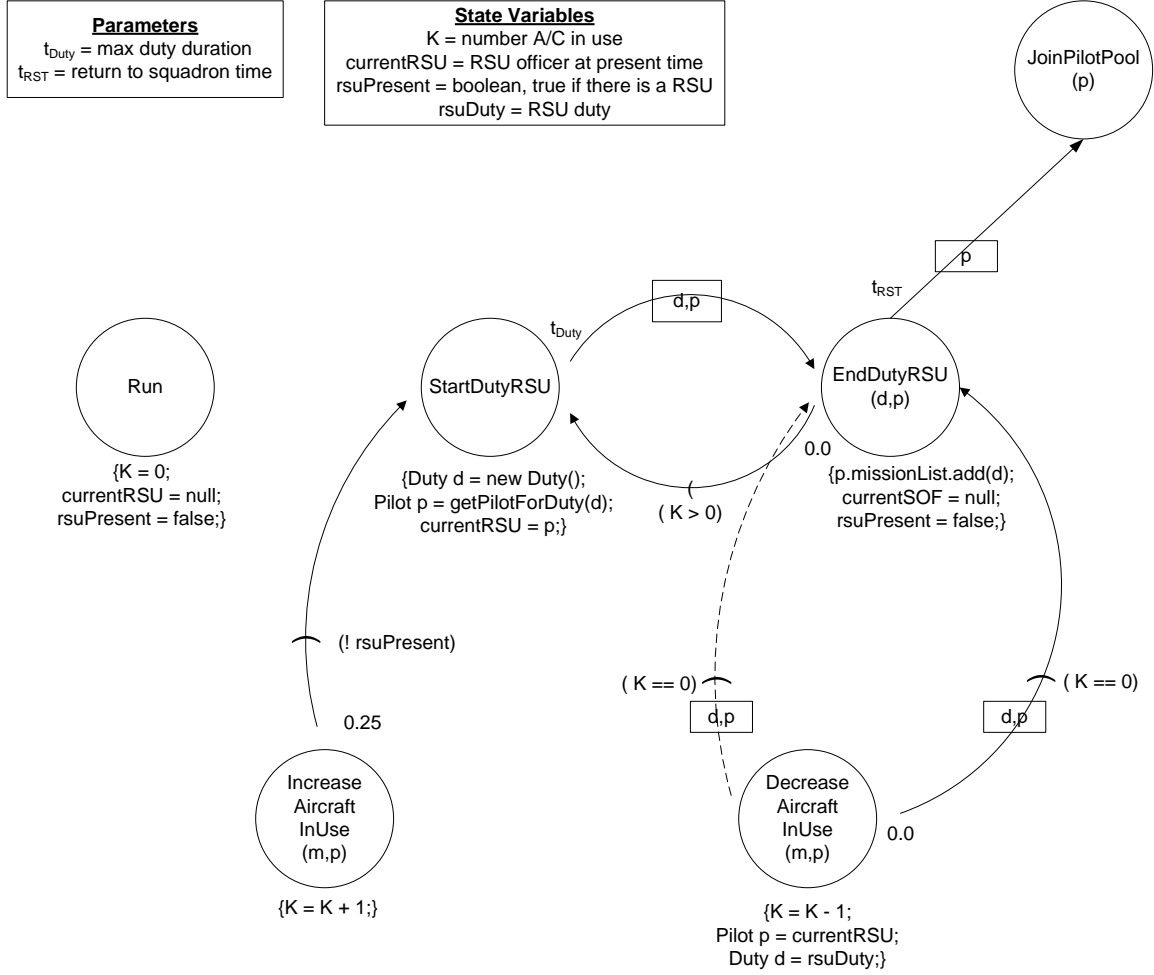 Parameters
tDuty = max duty duration
tRST = return to squadron time
State Variables
K = number A/C in use
currentRSU = RSU officer at present time
rsuPresent = boolean, true if there is a RSU
rsuDuty = RSU duty
JoinPilotPool
(p)
p
tRST
d,p
tDuty
Run
{K = 0;
currentRSU = null;
rsuPresent = false;}
StartDutyRSU
{Duty d = new Duty();
Pilot p = getPilotForDuty(d);
currentRSU = p;}
EndDutyRSU
(d,p)
0.0
{p.missionList.add(d);
currentSOF = null;
rsuPresent = false;}
( K > 0)
(! rsuPresent)
0.25
( K == 0)
d,p
( K == 0)
d,p
Increase
Aircraft
InUse
(m,p)
{K = K + 1;}
Decrease
Aircraft
InUse
(m,p)
0.0
{K = K - 1;
Pilot p = currentRSU;
Duty d = rsuDuty;}